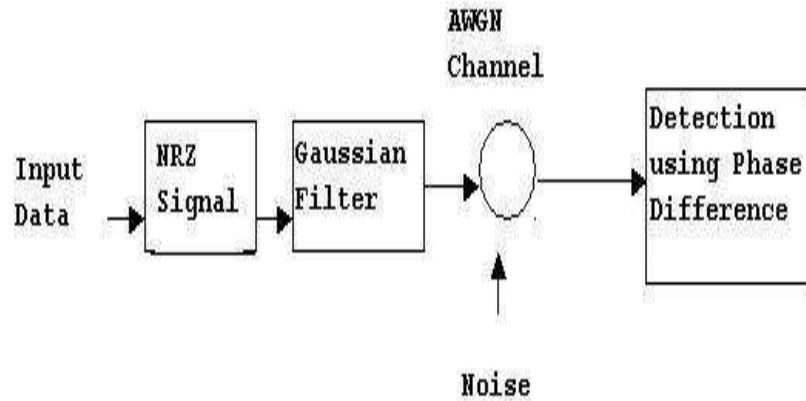 AWGN
Channel
Input
Data
NRZ
Signal
Gaussian
Filter
Detection
using Phase
Difference
Noise